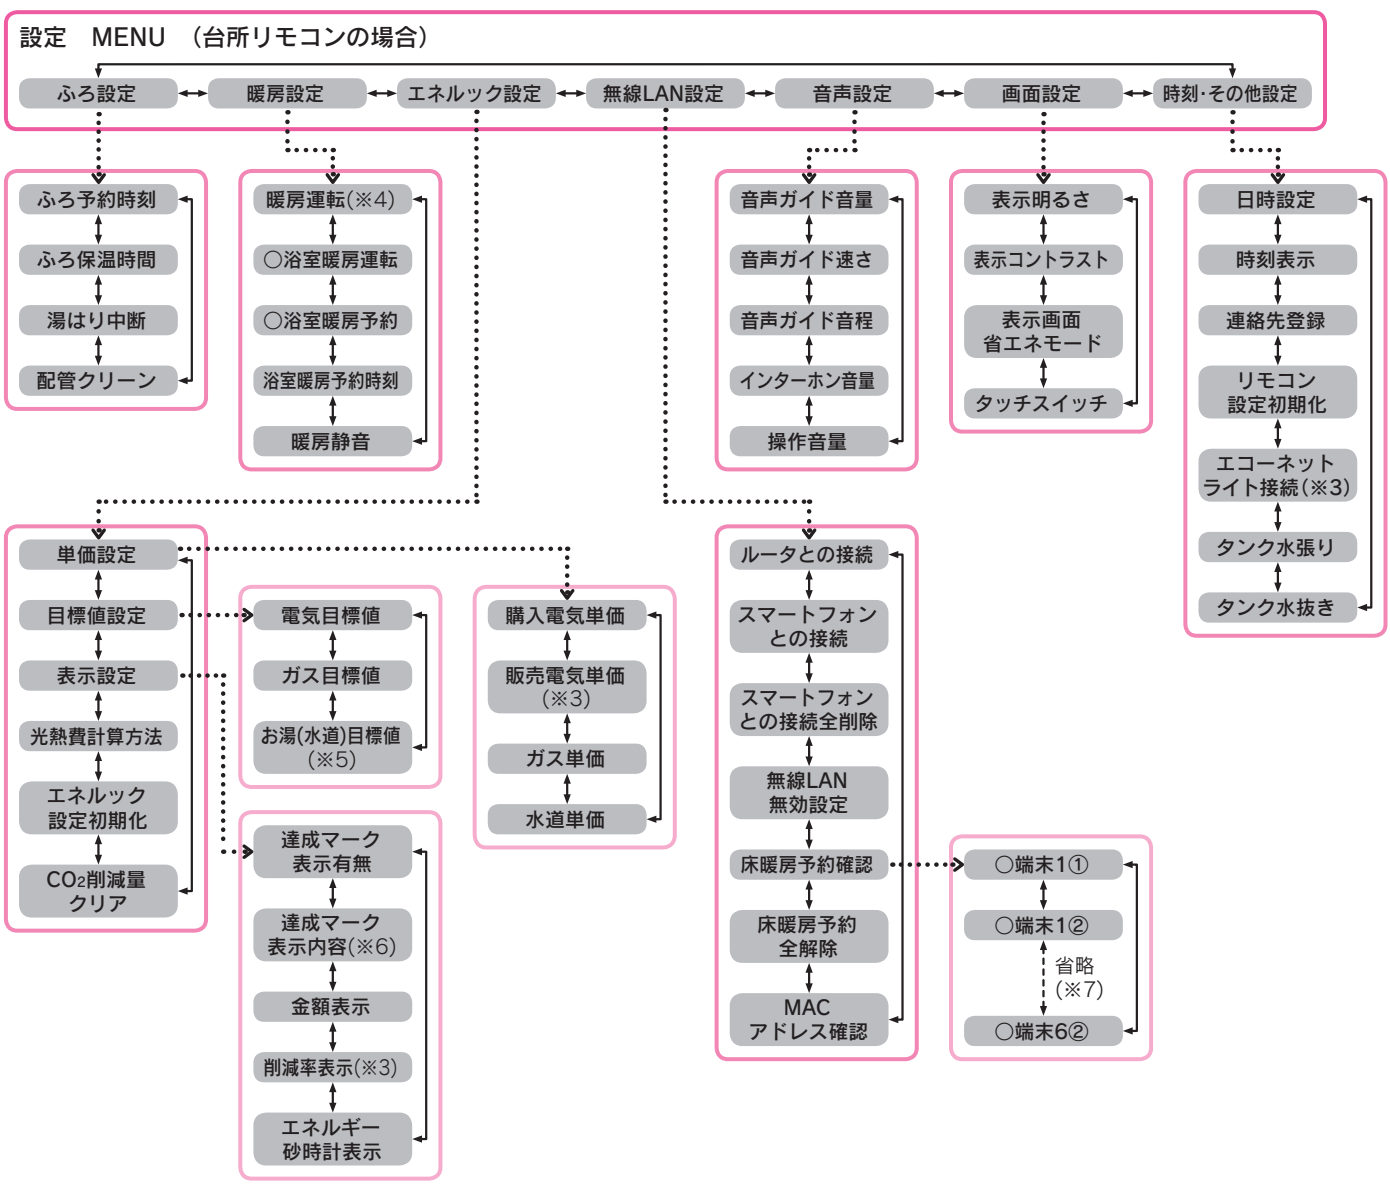 設定　MENU　（台所リモコンの場合）
ふろ設定
暖房設定
エネルック設定
無線LAN設定
音声設定
画面設定
時刻・その他設定
ふろ予約時刻
ふろ保温時間
湯はり中断
配管クリーン
暖房運転(※4)
○浴室暖房運転
○浴室暖房予約
浴室暖房予約時刻
暖房静音
音声ガイド音量
音声ガイド速さ
音声ガイド音程
インターホン音量
操作音量
表示明るさ
表示コントラスト
表示画面
省エネモード
タッチスイッチ
日時設定
時刻表示
連絡先登録
リモコン
設定初期化
エコーネット
ライト接続(※3)
タンク水張り
タンク水抜き
単価設定
目標値設定
表示設定
光熱費計算方法
エネルック
設定初期化
CO₂削減量
クリア
電気目標値
ガス目標値
お湯(水道)目標値
(※5)
達成マーク
表示有無
達成マーク
表示内容(※6)
金額表示
削減率表示(※3)
エネルギー
砂時計表示
購入電気単価
販売電気単価
(※3)
ガス単価
水道単価
ルータとの接続
スマートフォン
との接続
スマートフォン
との接続全削除
無線LAN
無効設定
床暖房予約確認
床暖房予約
全解除
MAC
アドレス確認
○端末1①
○端末1②
省略
(※7)
○端末6②